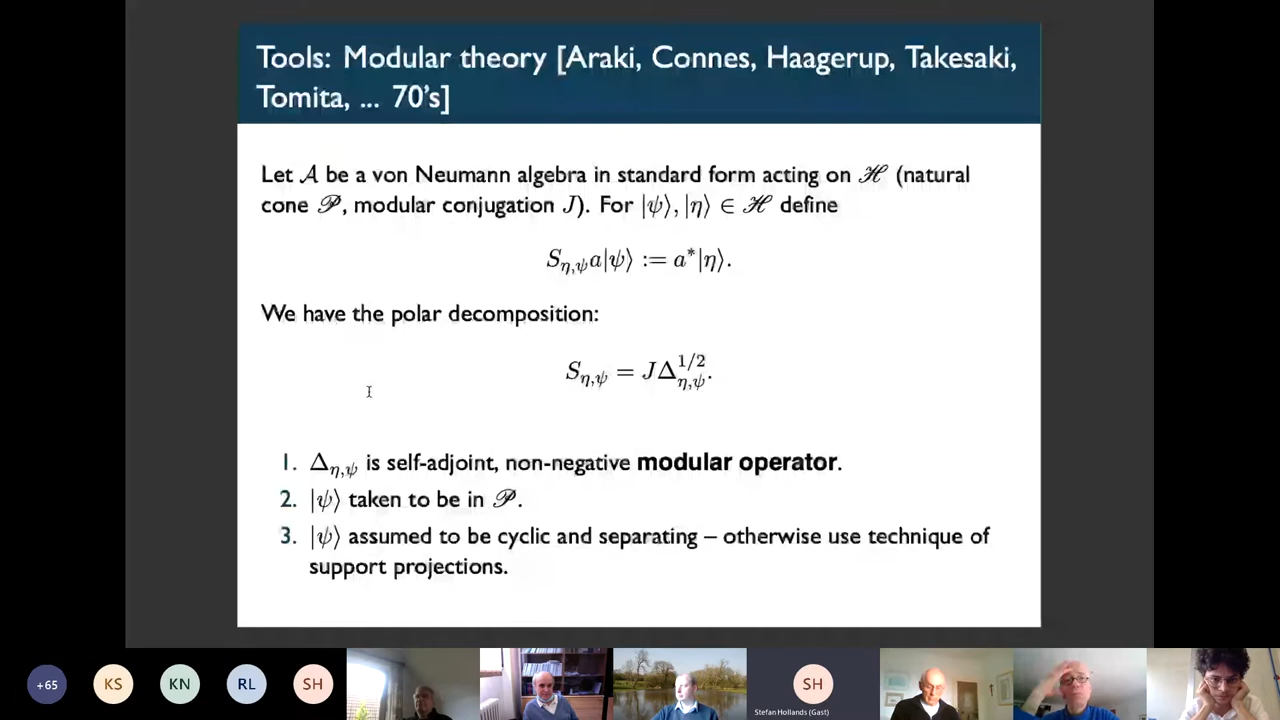 Tools: Modular theory [Araki, Connes, Haagerup, Takesaki,
Tomita, ... 70's]
Let 𝒜 be a von Neumann algebra in standard form acting on ℋ (natural
cone 𝒫, modular conjugation J). For |ψ⟩, |η⟩ ∈ ℋ define
S_{η,ψ}a|ψ⟩ := a*|η⟩.
We have the polar decomposition:
S_{η,ψ} = JΔ_{η,ψ}^{1/2}.
1. Δ_{η,ψ} is self-adjoint, non-negative modular operator.
2. |ψ⟩ taken to be in 𝒫.
3. |ψ⟩ assumed to be cyclic and separating – otherwise use technique of
support projections.
+65 KS KN RL SH SH
Stefan Hollands (Gast)